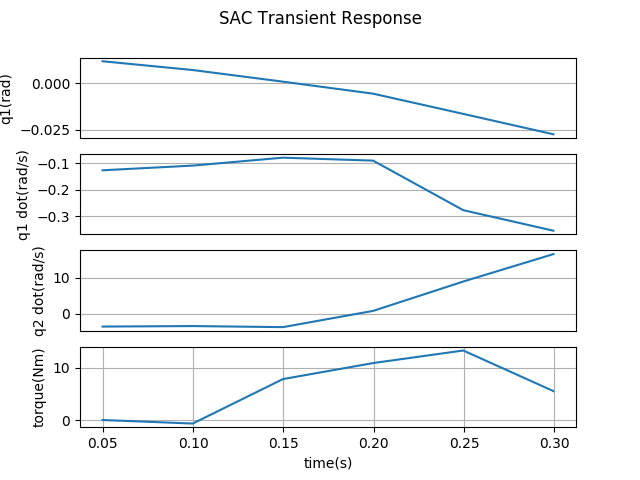 SAC Transient Response
0.000
−0.025
q1(rad)
−0.1
−0.2
−0.3
q1 dot(rad/s)
10
0
q2 dot(rad/s)
10
0
torque(Nm)
0.05 0.10 0.15 0.20 0.25 0.30
time(s)